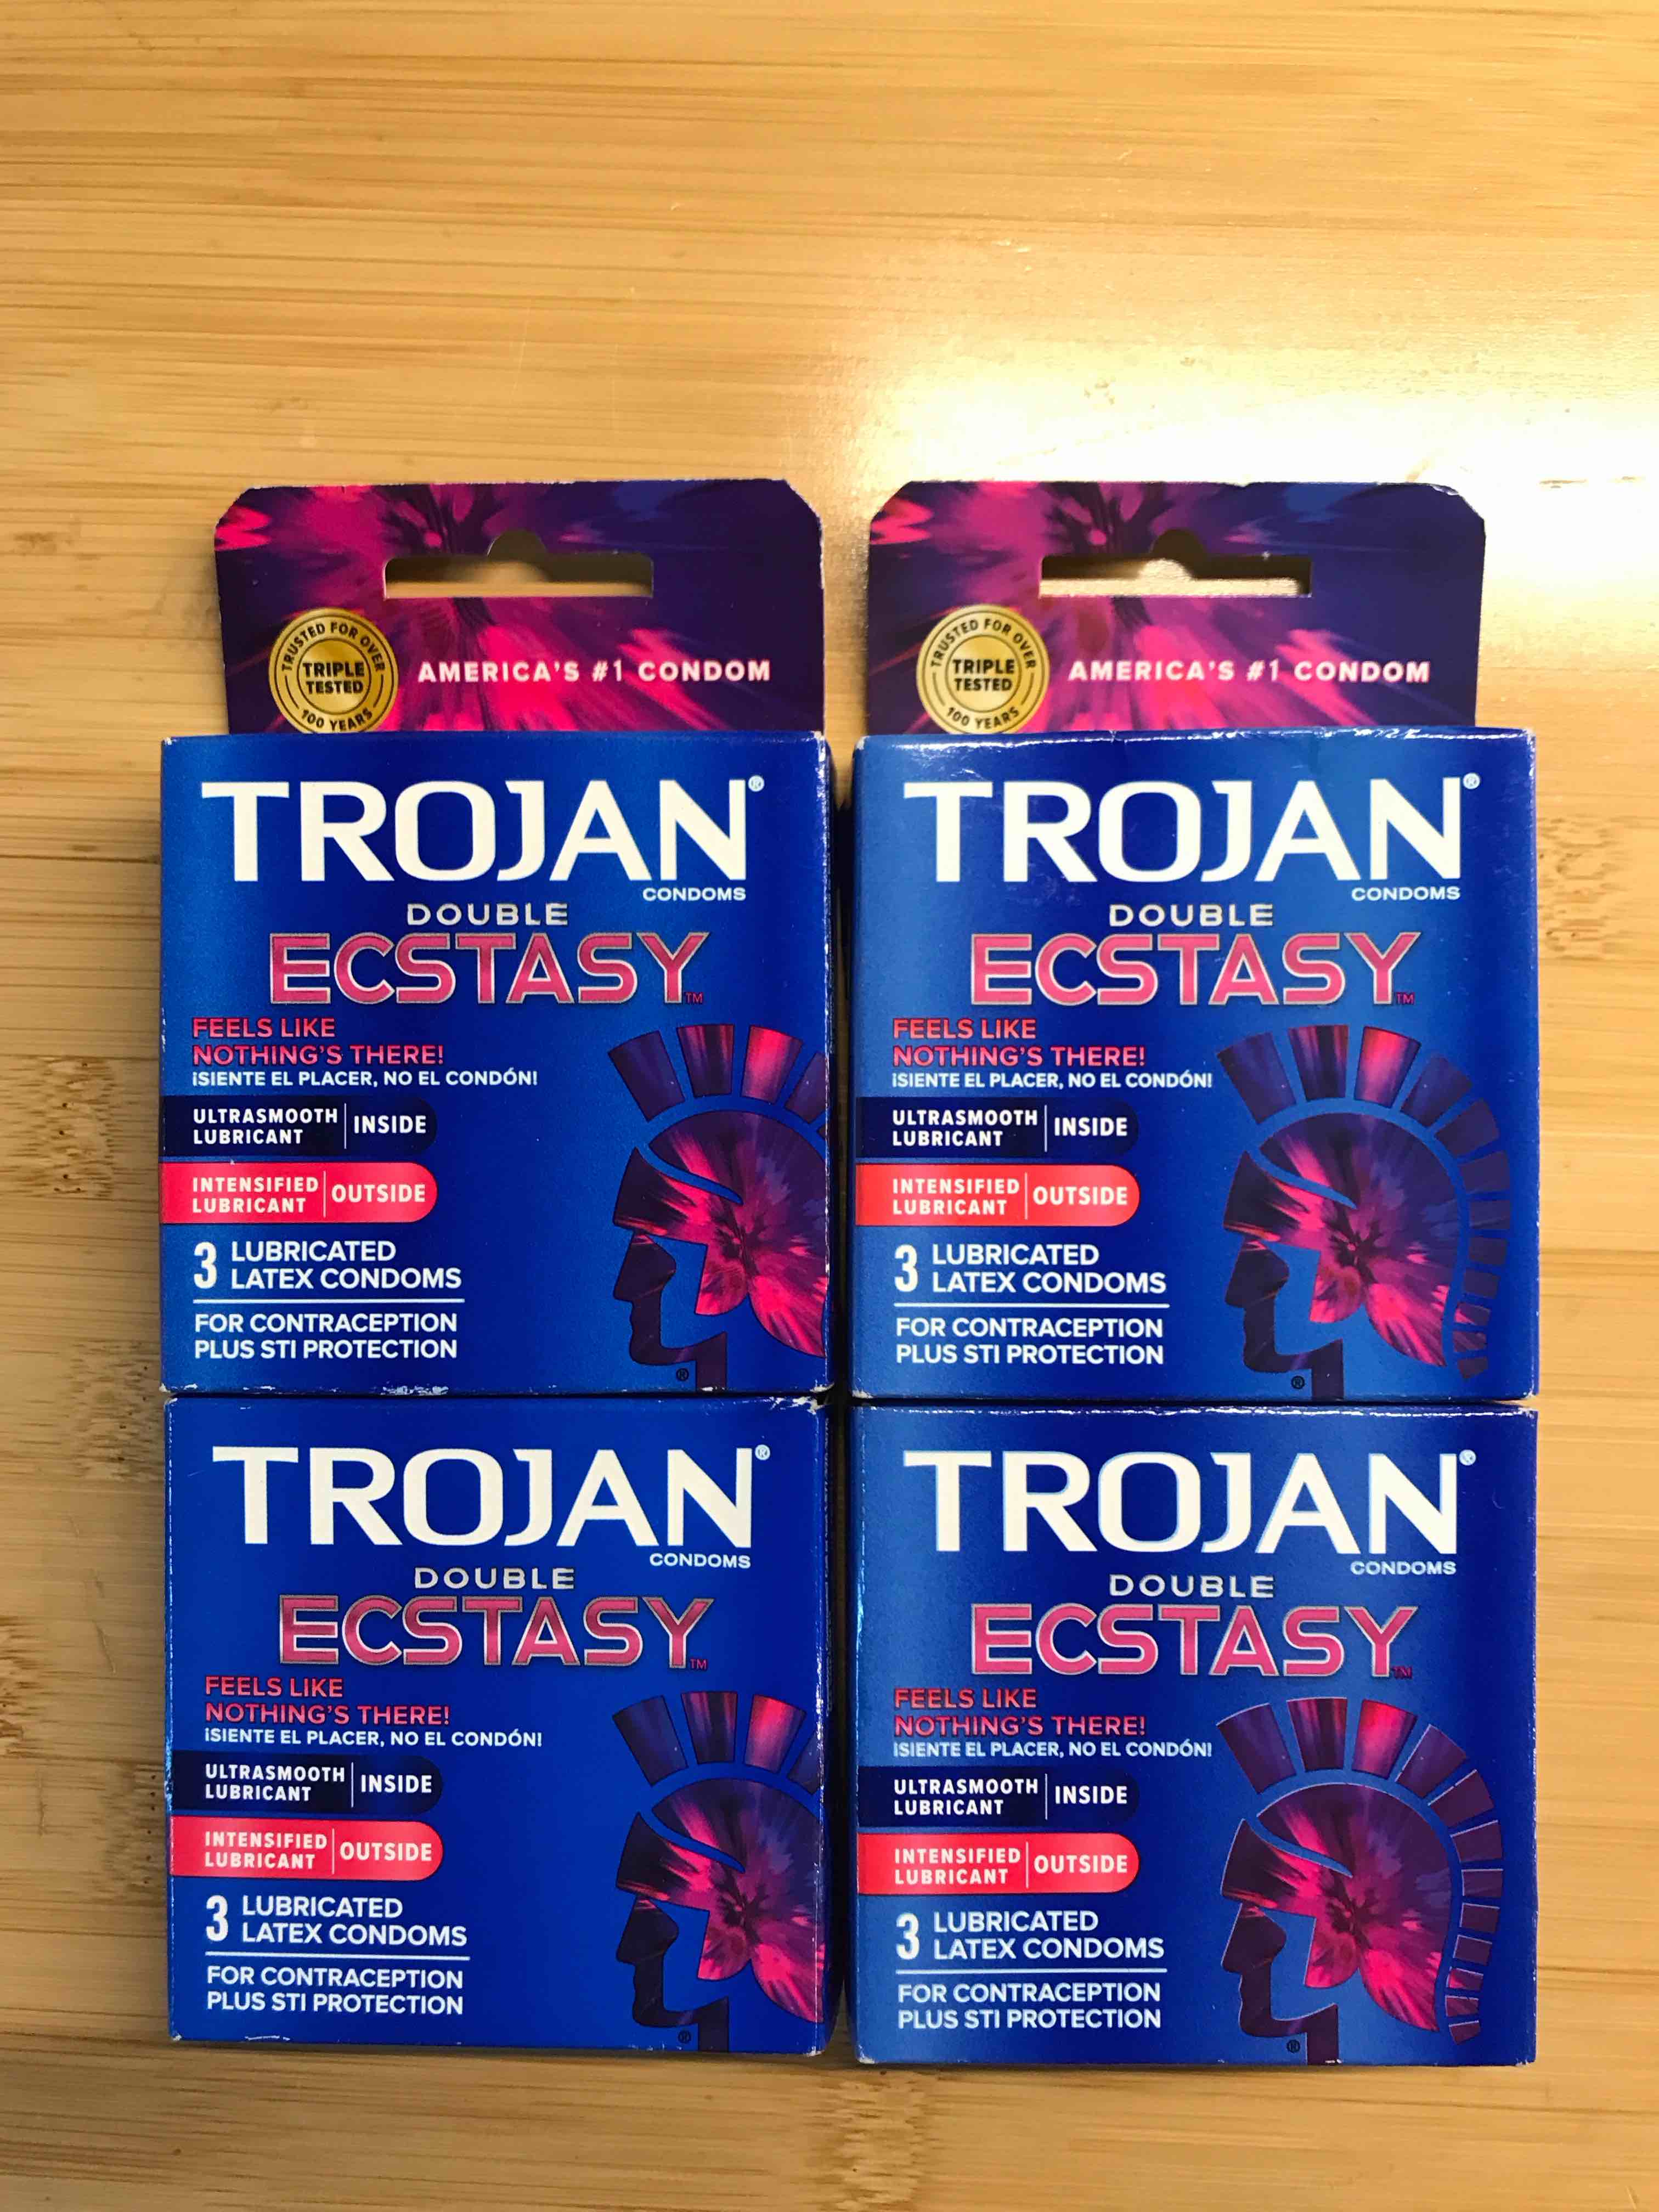 TRUSTED FOR OVER
TRIPLE
TESTED
100 YEARS
AMERICA'S #1 CONDOM
TROJAN®
CONDOMS
DOUBLE
ECSTASY™
FEELS LIKE
NOTHING'S THERE!
¡SIENTE EL PLACER, NO EL CONDÓN!
ULTRASMOOTH
LUBRICANT
INSIDE
INTENSIFIED
LUBRICANT
OUTSIDE
3 LUBRICATED
LATEX CONDOMS
FOR CONTRACEPTION
PLUS STI PROTECTION
®
TRUSTED FOR OVER
TRIPLE
TESTED
100 YEARS
AMERICA'S #1 CONDOM
TROJAN®
CONDOMS
DOUBLE
ECSTASY™
FEELS LIKE
NOTHING'S THERE!
¡SIENTE EL PLACER, NO EL CONDÓN!
ULTRASMOOTH
LUBRICANT
INSIDE
INTENSIFIED
LUBRICANT
OUTSIDE
3 LUBRICATED
LATEX CONDOMS
FOR CONTRACEPTION
PLUS STI PROTECTION
®
TROJAN®
CONDOMS
DOUBLE
ECSTASY™
FEELS LIKE
NOTHING'S THERE!
¡SIENTE EL PLACER, NO EL CONDÓN!
ULTRASMOOTH
LUBRICANT
INSIDE
INTENSIFIED
LUBRICANT
OUTSIDE
3 LUBRICATED
LATEX CONDOMS
FOR CONTRACEPTION
PLUS STI PROTECTION
®
TROJAN®
CONDOMS
DOUBLE
ECSTASY™
FEELS LIKE
NOTHING'S THERE!
¡SIENTE EL PLACER, NO EL CONDÓN!
ULTRASMOOTH
LUBRICANT
INSIDE
INTENSIFIED
LUBRICANT
OUTSIDE
3 LUBRICATED
LATEX CONDOMS
FOR CONTRACEPTION
PLUS STI PROTECTION
®